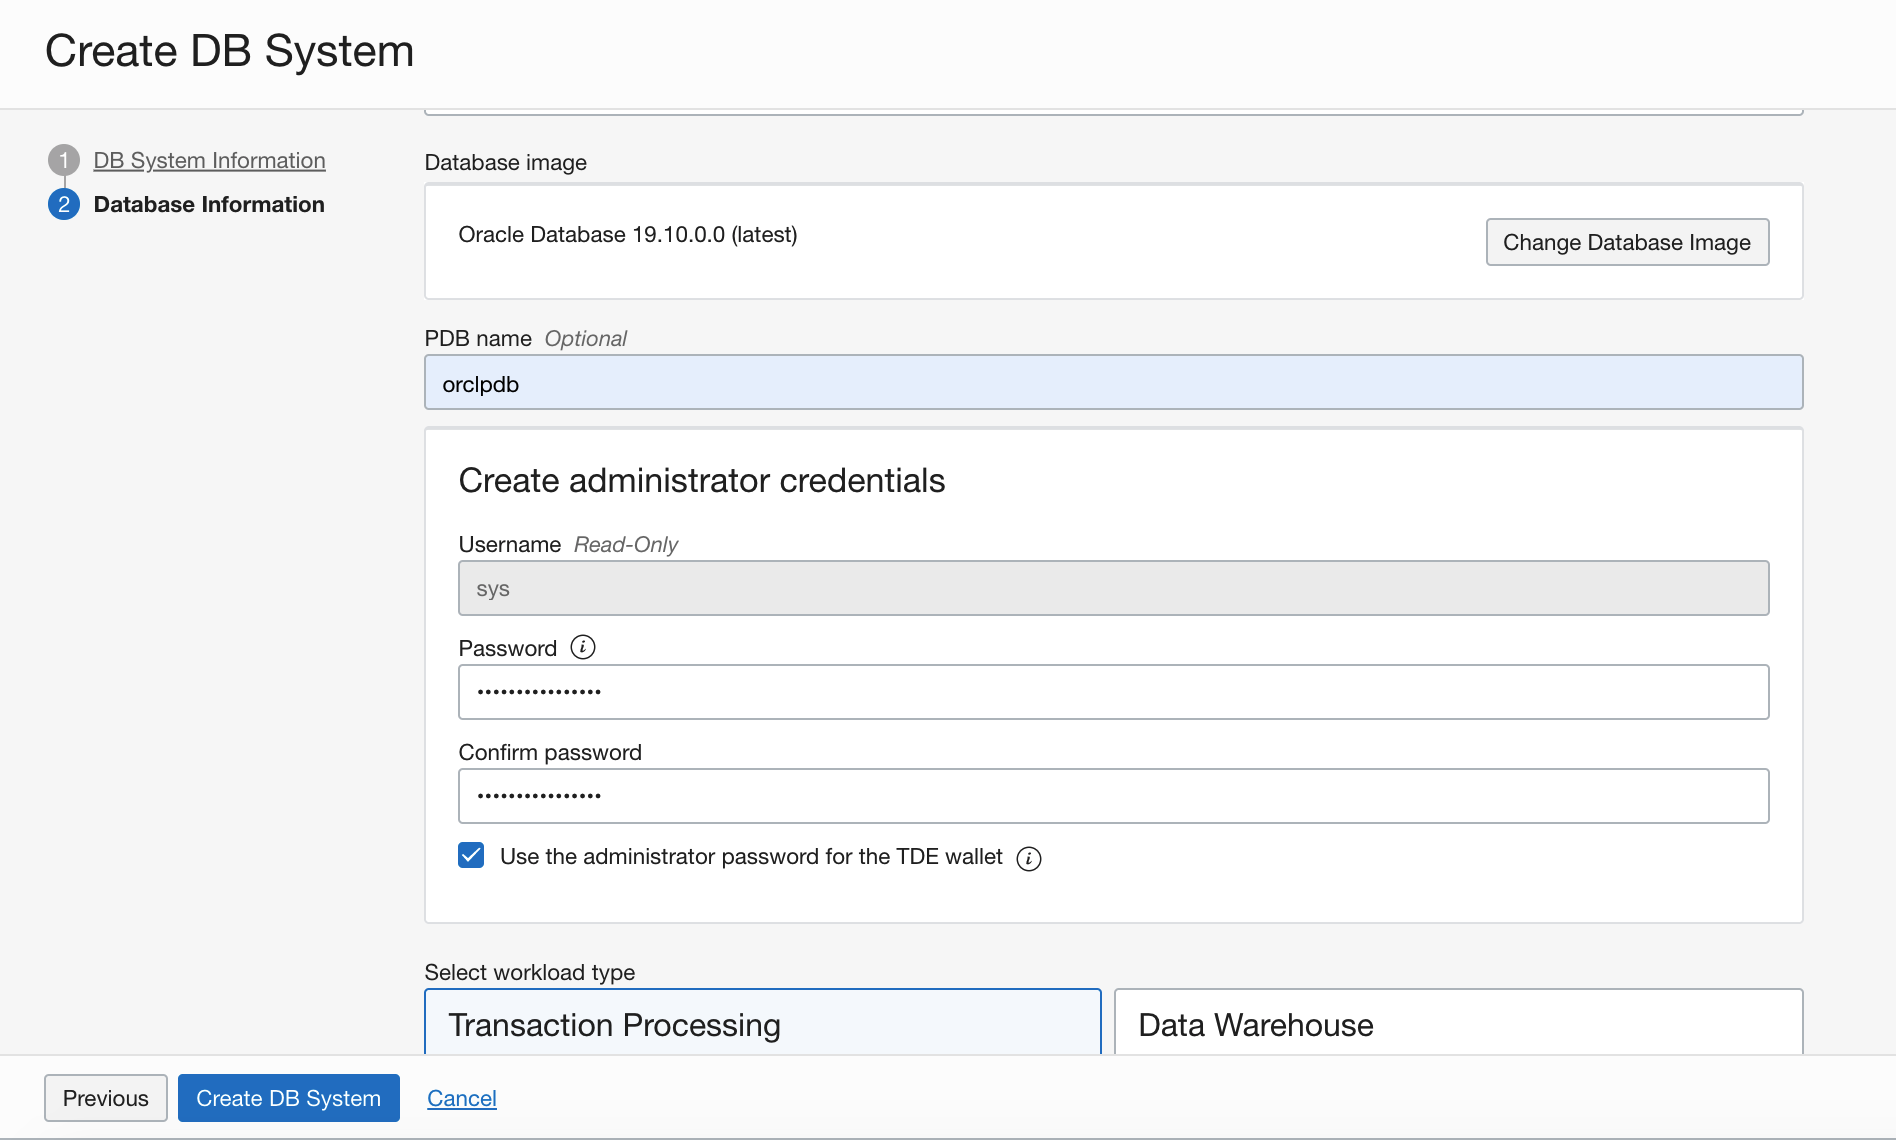 Create DB System
1 DB System Information
2 Database Information
Database image
Oracle Database 19.10.0.0 (latest)
Change Database Image
PDB name Optional
orclpdb
Create administrator credentials
Username Read-Only
sys
Password i
••••••••••••••••
Confirm password
••••••••••••••••
Use the administrator password for the TDE wallet i
Select workload type
Transaction Processing
Data Warehouse
Previous
Create DB System
Cancel